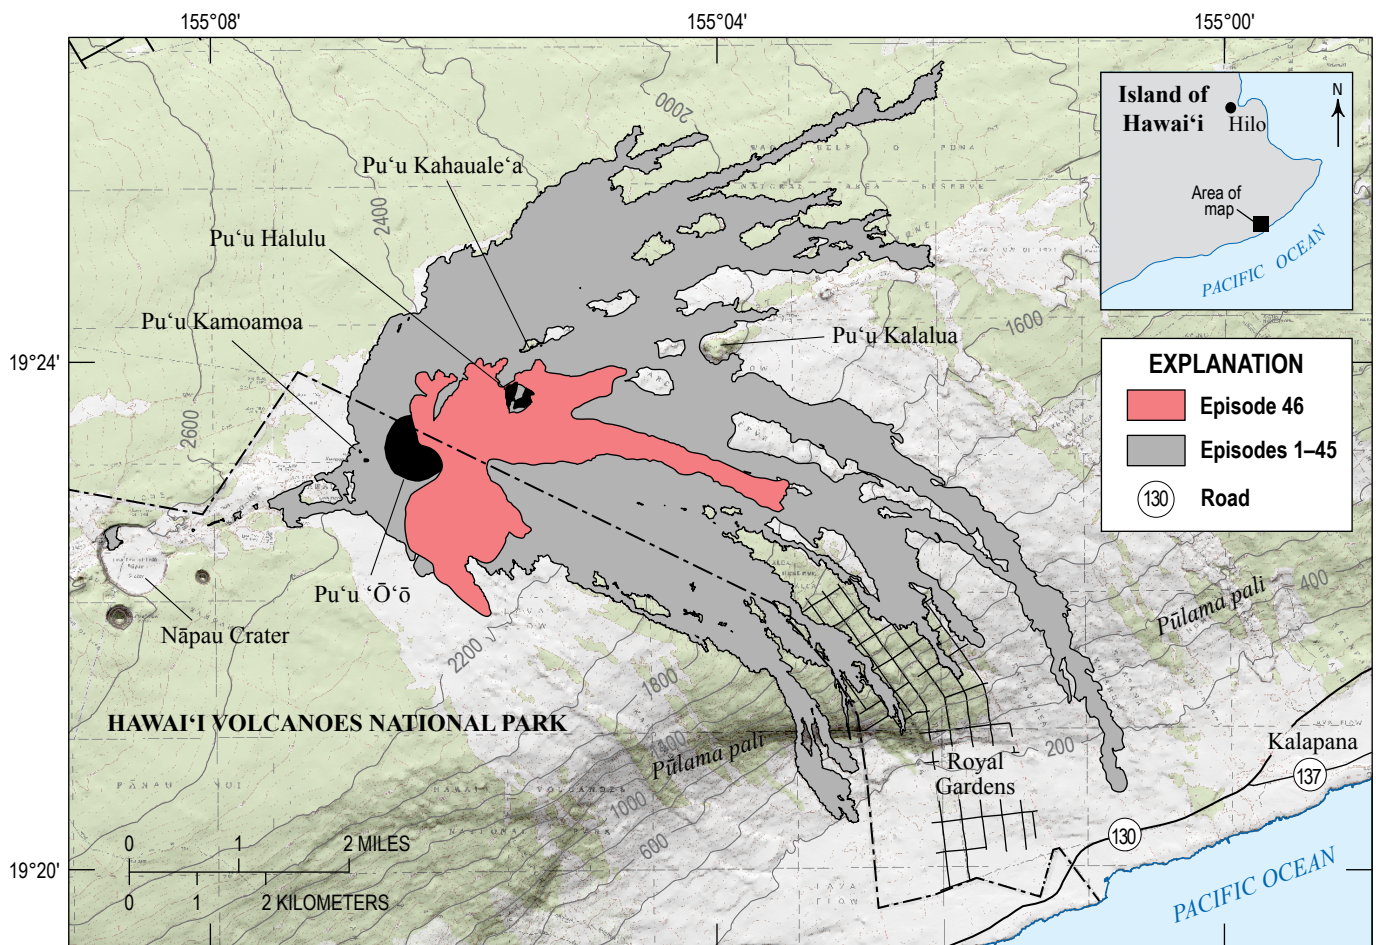 155°08'
155°04'
155°00'
2000
Island of
Hawai‘i
N
Hilo
Area of
map
PACIFIC OCEAN
Pu‘u Kahauale‘a
2400
Pu‘u Halulu
Pu‘u Kamoamoa
Pu‘u Kalalua
1600
19°24'
EXPLANATION
Episode 46
Episodes 1–45
130
Road
2600
Pu‘u ‘Ō‘ō
Nāpau Crater
2200
1800
400
Pūlama pali
HAWAI‘I VOLCANOES NATIONAL PARK
1400
Pūlama pali
200
Kalapana
137
Royal
Gardens
1000
600
130
0 1 2 MILES
0 1 2 KILOMETERS
19°20'
PACIFIC OCEAN